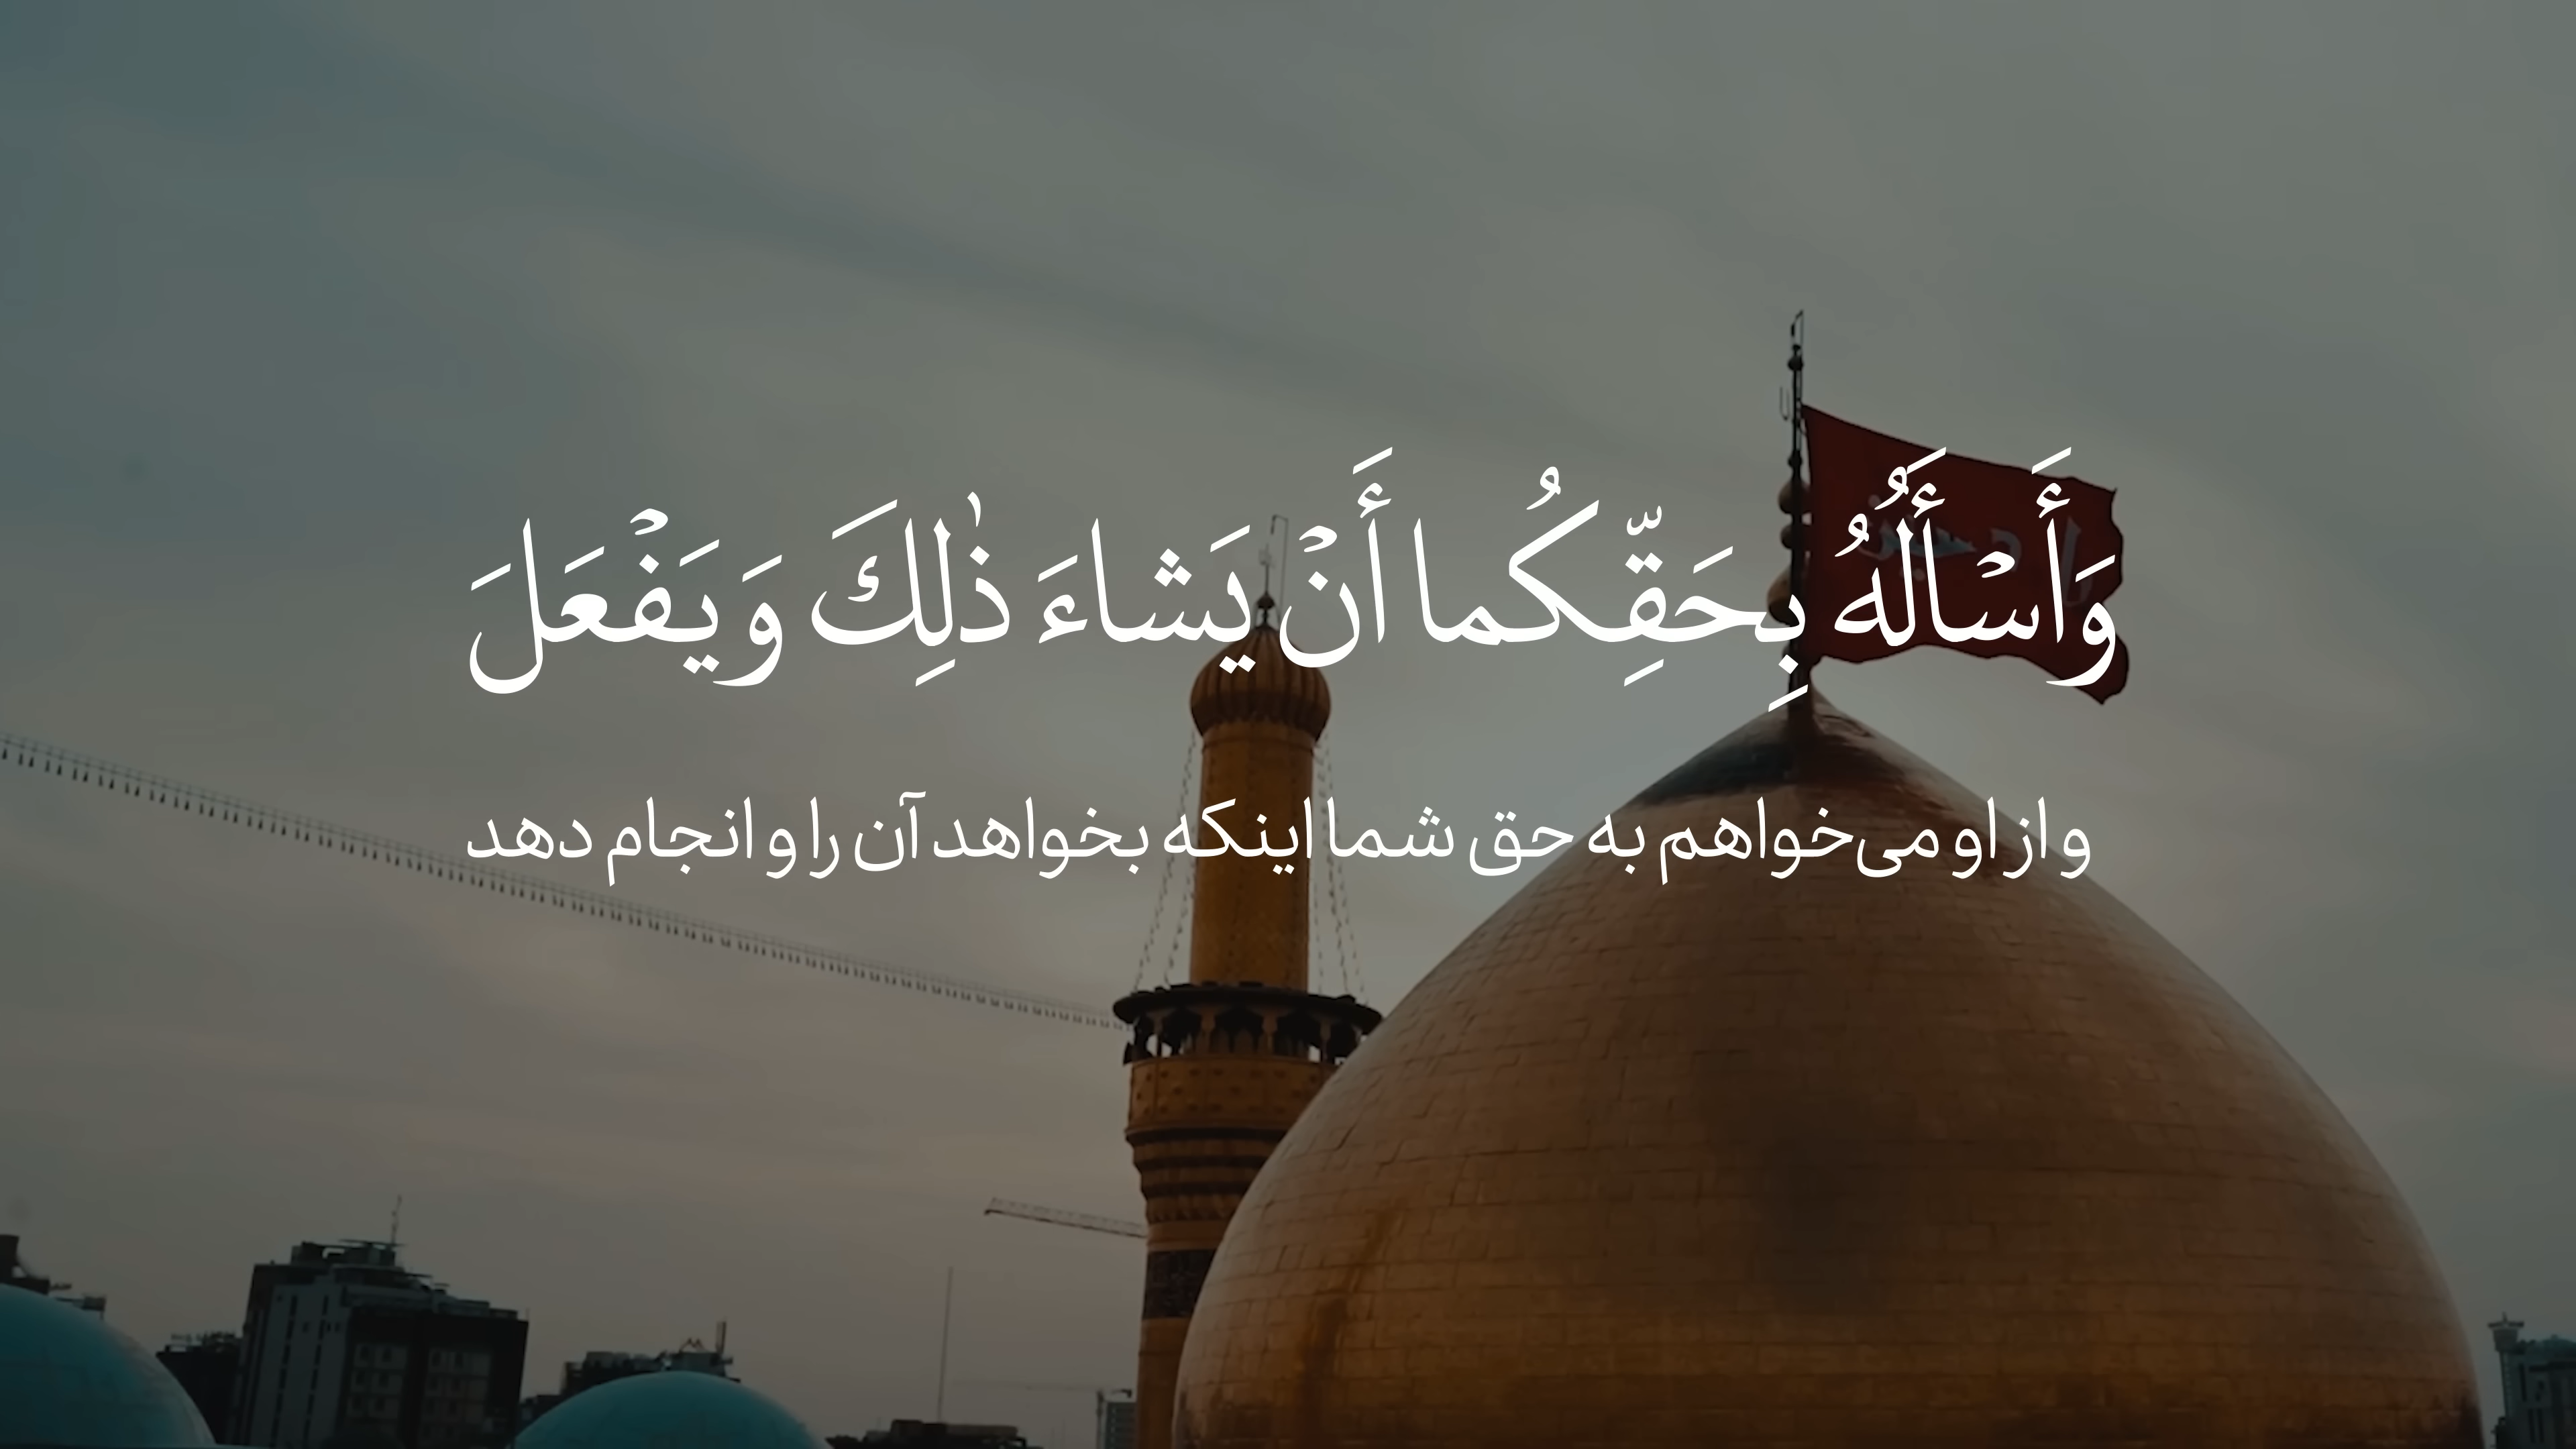 وَأَسْأَلُهُ بِحَقِّكُما أَنْ يَشاءَ ذٰلِكَ وَيَفْعَلَ
و از او می‌خواهم به حق شما اینکه بخواهد آن را و انجام دهد